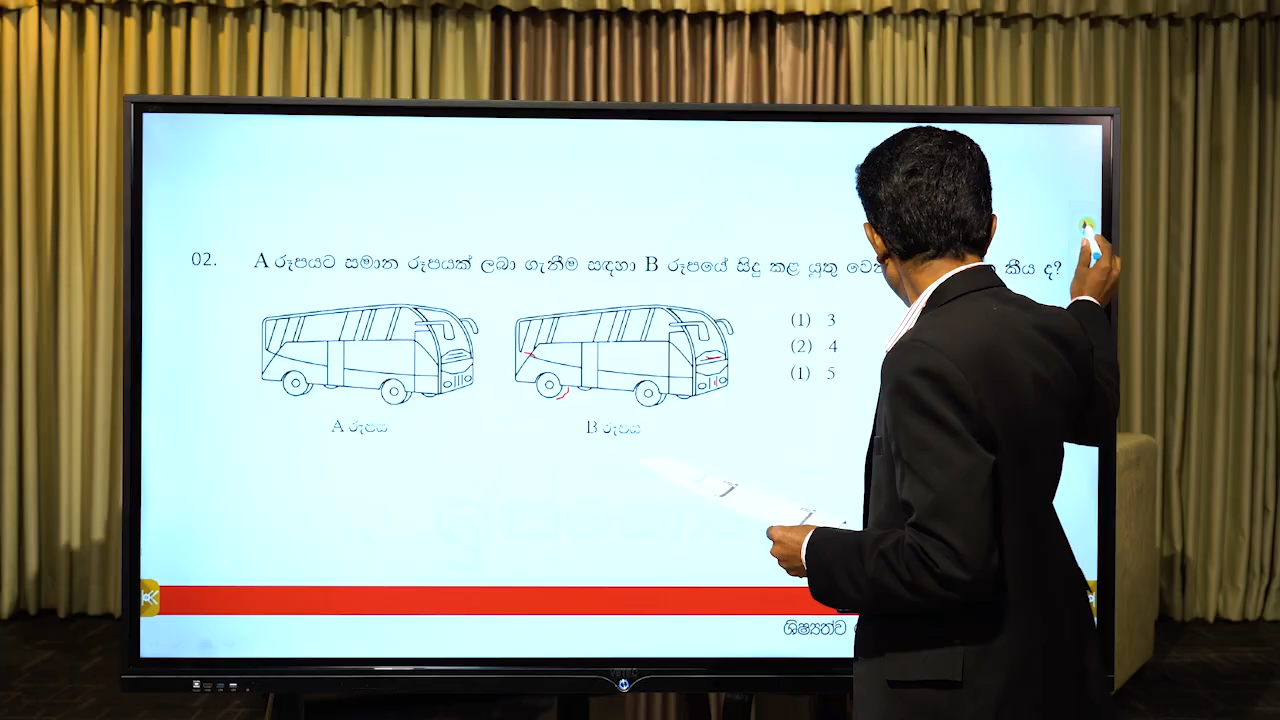 02. A රූපයට සමාන රූපයක් ලබා ගැනීම සඳහා B රූපයේ සිදු කළ යුතු කීය ද?
(1) 3
(2) 4
(1) 5
A රූපය
B රූපය
ශිෂ්‍යත්ව